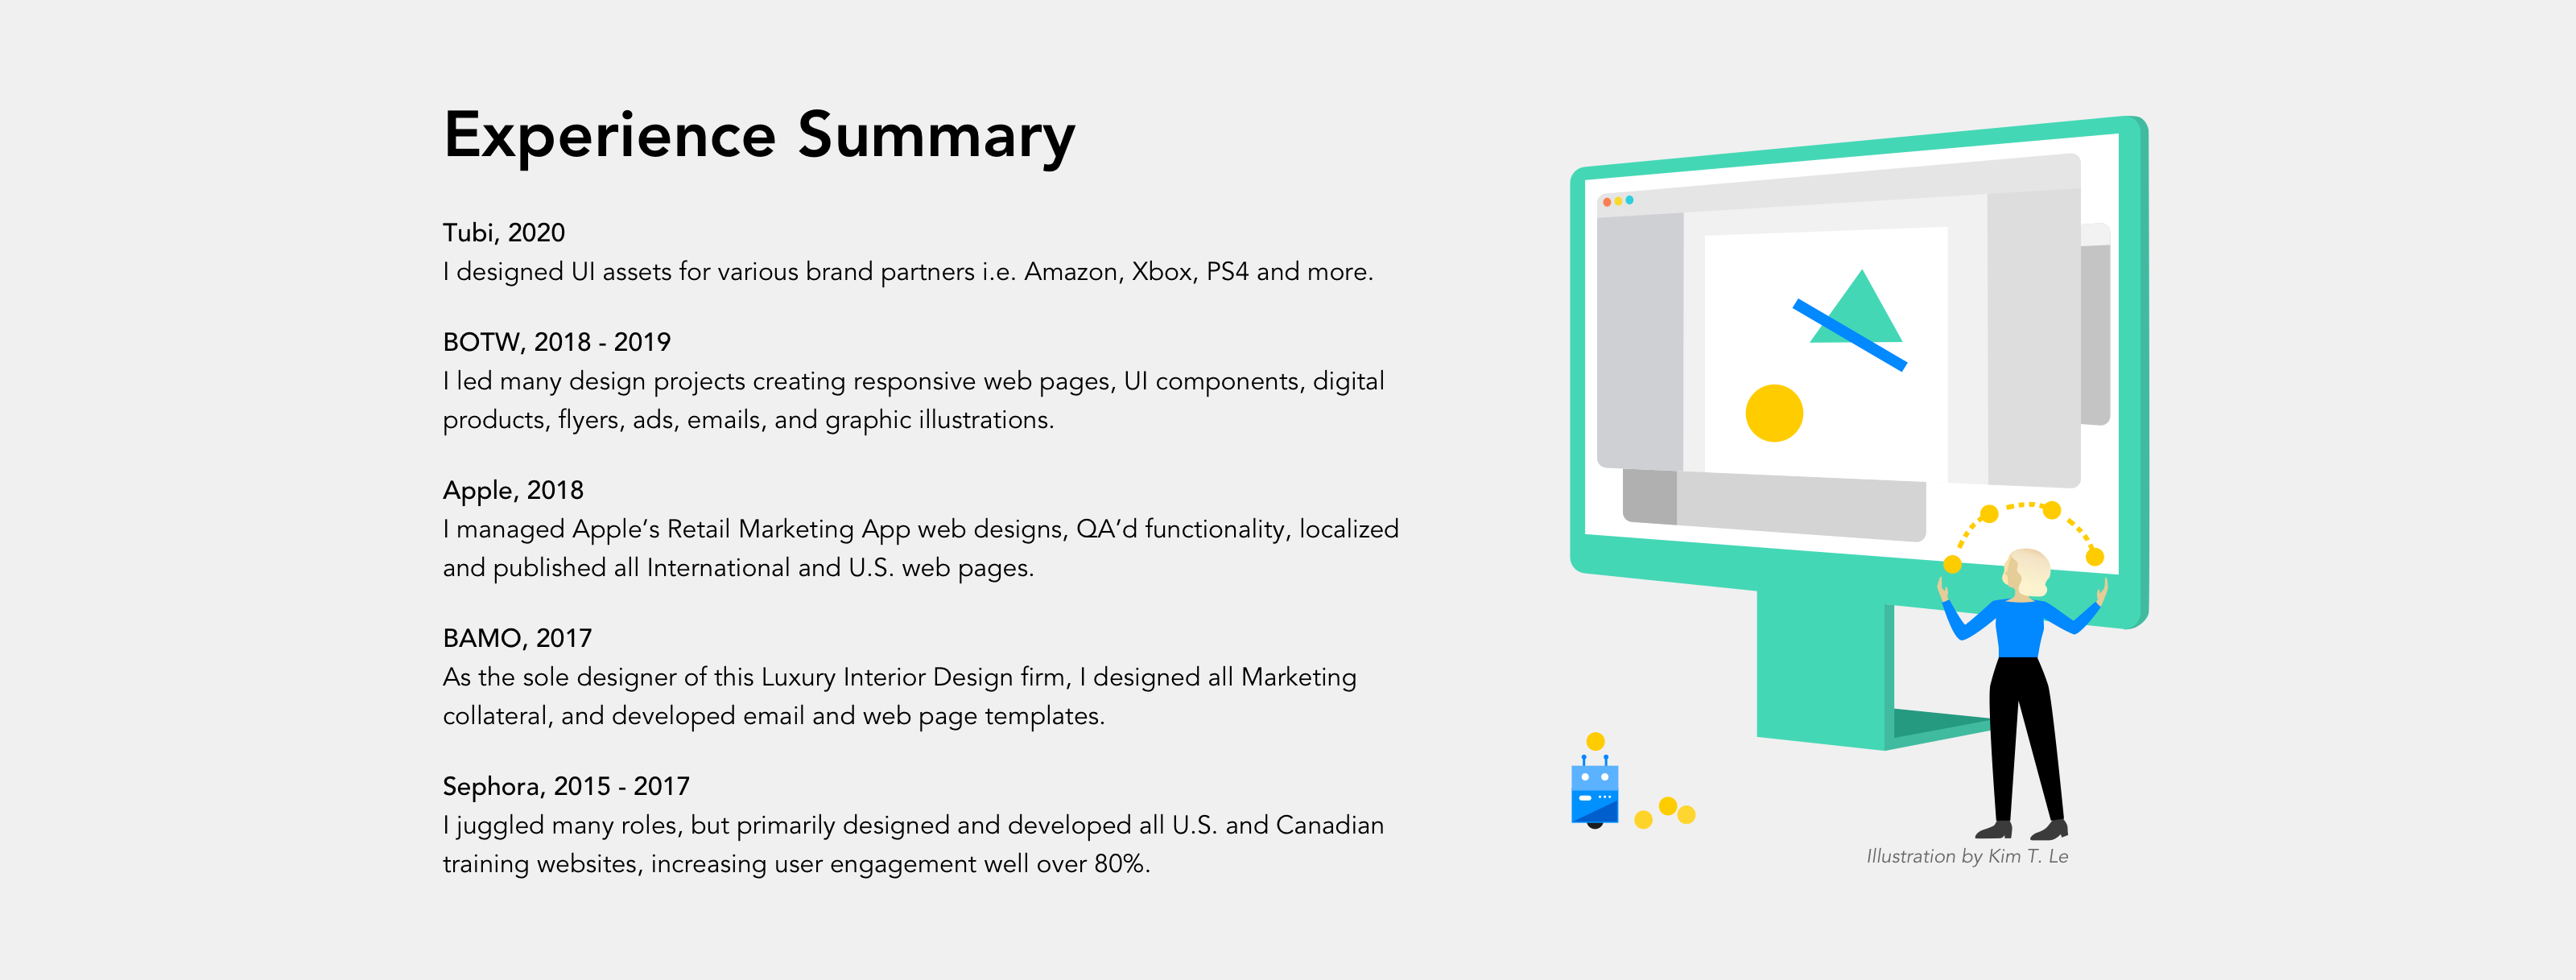 Experience Summary
Tubi, 2020
I designed UI assets for various brand partners i.e. Amazon, Xbox, PS4 and more.
BOTW, 2018 - 2019
I led many design projects creating responsive web pages, UI components, digital
products, flyers, ads, emails, and graphic illustrations.
Apple, 2018
I managed Apple’s Retail Marketing App web designs, QA’d functionality, localized
and published all International and U.S. web pages.
BAMO, 2017
As the sole designer of this Luxury Interior Design firm, I designed all Marketing
collateral, and developed email and web page templates.
Sephora, 2015 - 2017
I juggled many roles, but primarily designed and developed all U.S. and Canadian
training websites, increasing user engagement well over 80%.
Illustration by Kim T. Le